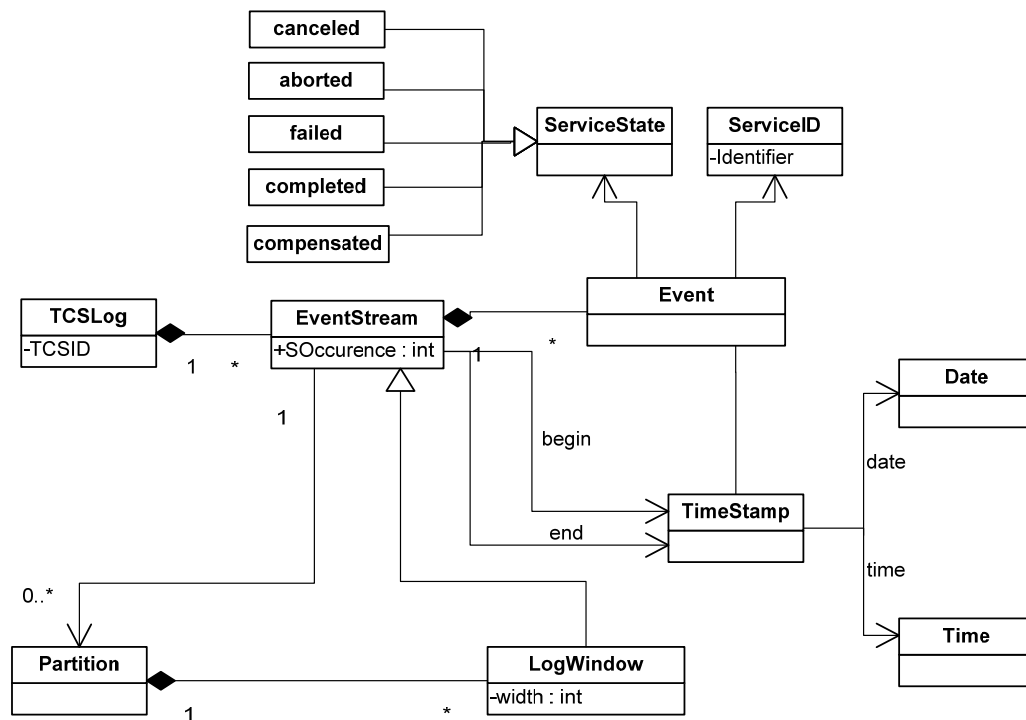 canceled
aborted
failed
completed
compensated
ServiceState
ServiceID
-Identifier
TCSLog
-TCSID
1
*
EventStream
+SOccurence : int
1
Event
*
1
begin
end
TimeStamp
Date
date
time
Time
0..*
Partition
1
*
LogWindow
-width : int